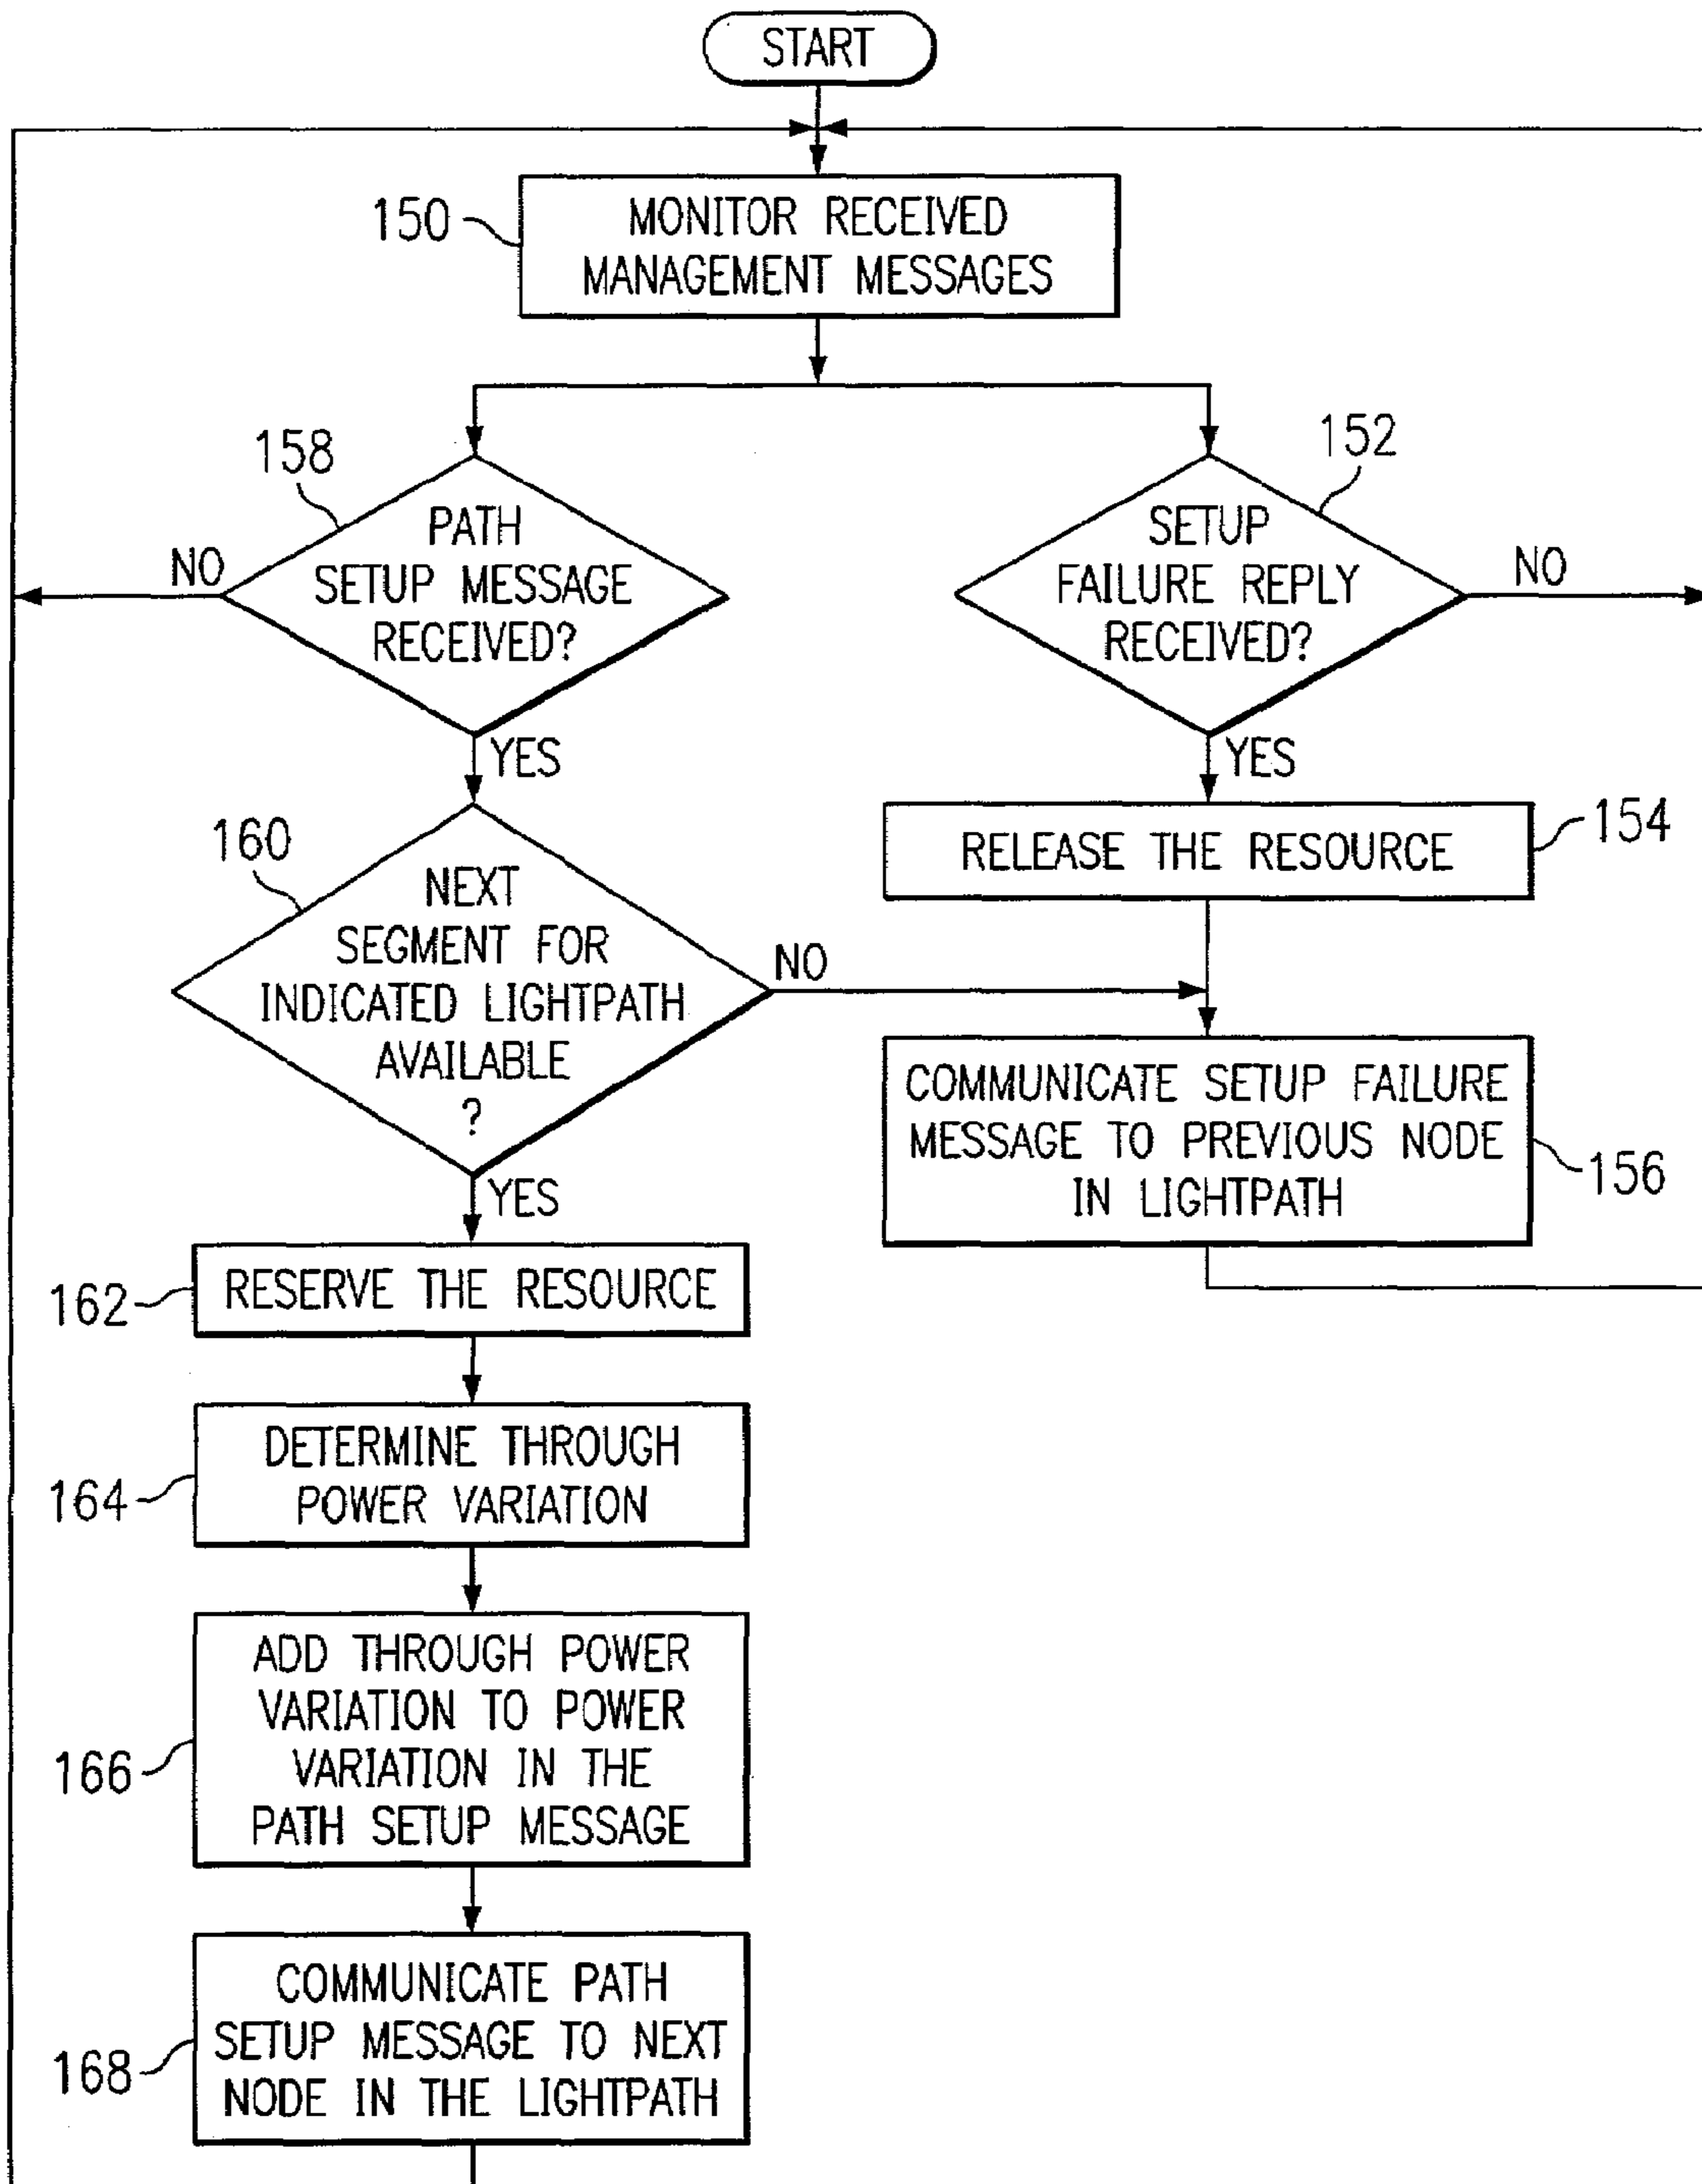 START
150
MONITOR RECEIVED
MANAGEMENT MESSAGES
158
PATH
SETUP MESSAGE
RECEIVED?
NO
YES
152
SETUP
FAILURE REPLY
RECEIVED?
NO
YES
RELEASE THE RESOURCE
154
160
NEXT
SEGMENT FOR
INDICATED LIGHTPATH
AVAILABLE
?
NO
YES
COMMUNICATE SETUP FAILURE
MESSAGE TO PREVIOUS NODE
IN LIGHTPATH
156
162
RESERVE THE RESOURCE
164
DETERMINE THROUGH
POWER VARIATION
166
ADD THROUGH POWER
VARIATION TO POWER
VARIATION IN THE
PATH SETUP MESSAGE
168
COMMUNICATE PATH
SETUP MESSAGE TO NEXT
NODE IN THE LIGHTPATH